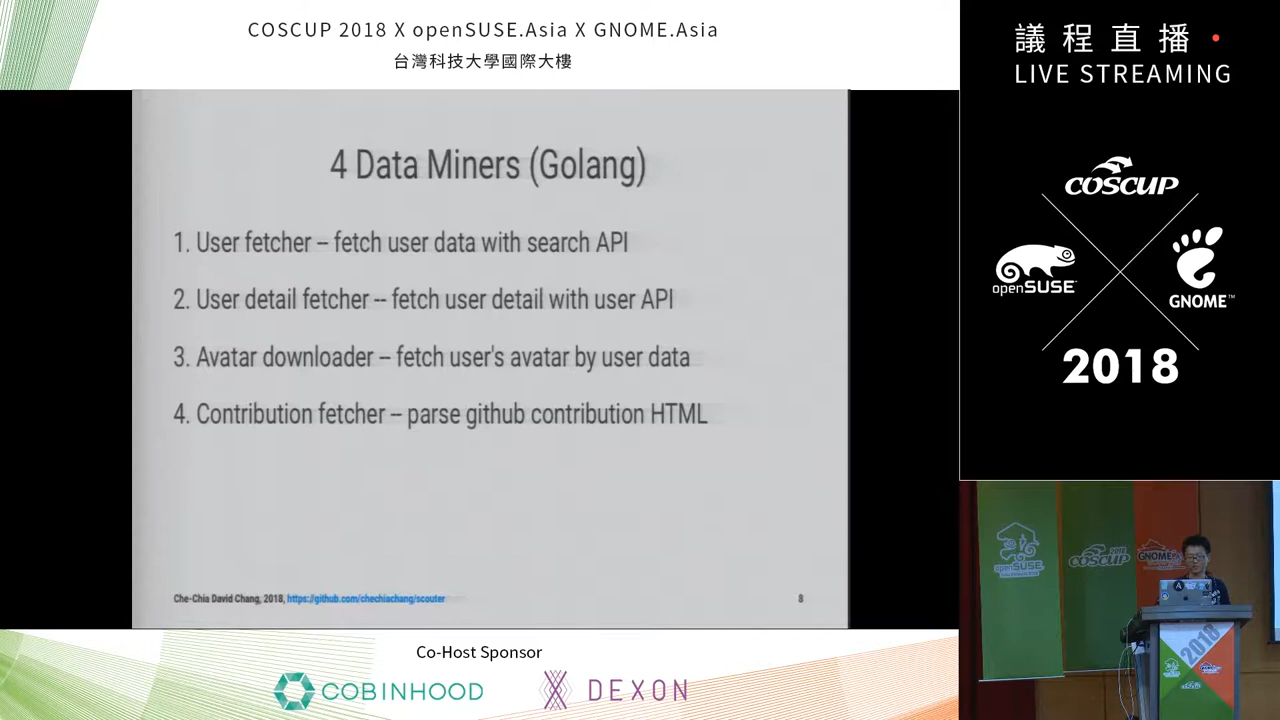 COSCUP 2018 X openSUSE.Asia X GNOME.Asia
台灣科技大學國際大樓
4 Data Miners (Golang)
1. User fetcher – fetch user data with search API
2. User detail fetcher -- fetch user detail with user API
3. Avatar downloader – fetch user's avatar by user data
4. Contribution fetcher – parse github contribution HTML
Che-Chia David Chang, 2018, https://github.com/chechiachang/scouter
8
Co-Host Sponsor
COBINHOOD
DEXON
議程直播
LIVE STREAMING
COSCUP
openSUSE
GNOME™
2018
openSUSE
COSCUP
GNOME
2018